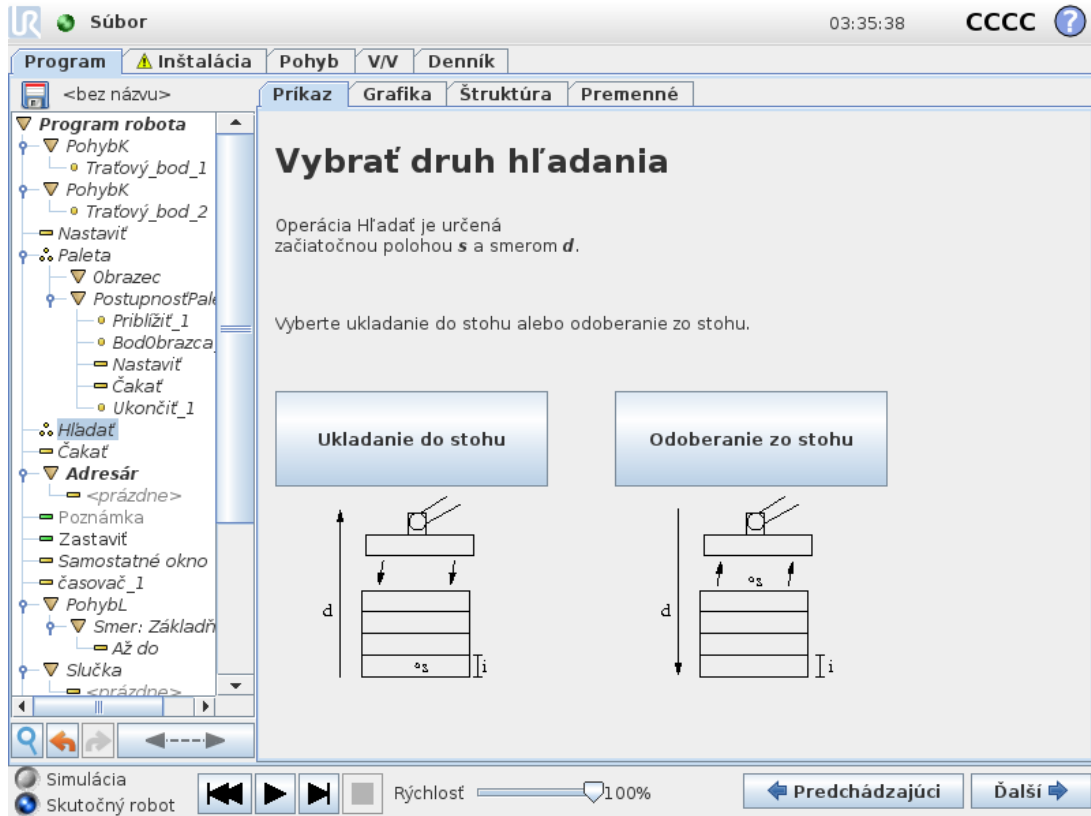 UR Súbor 03:35:38 CCCC ?
Program Inštalácia Pohyb V/V Denník
<bez názvu> Príkaz Grafika Štruktúra Premenné
Program robota
PohybK
Traťový_bod_1
PohybK
Traťový_bod_2
Nastaviť
Paleta
Obrazec
PostupnosťPale
Priblížiť_1
BodObrazca_
Nastaviť
Čakať
Ukončiť_1
Hľadať
Čakať
Adresár
<prázdne>
Poznámka
Zastaviť
Samostatné okno
časovač_1
PohybL
Smer: Základň
Až do
Slučka
<prázdne>
Vybrať druh hľadania
Operácia Hľadať je určená
začiatočnou polohou s a smerom d.
Vyberte ukladanie do stohu alebo odoberanie zo stohu.
Ukladanie do stohu
Odoberanie zo stohu
d
s
i
d
s
i
Simulácia
Skutočný robot
Rýchlosť 100%
Predchádzajúci
Ďalší